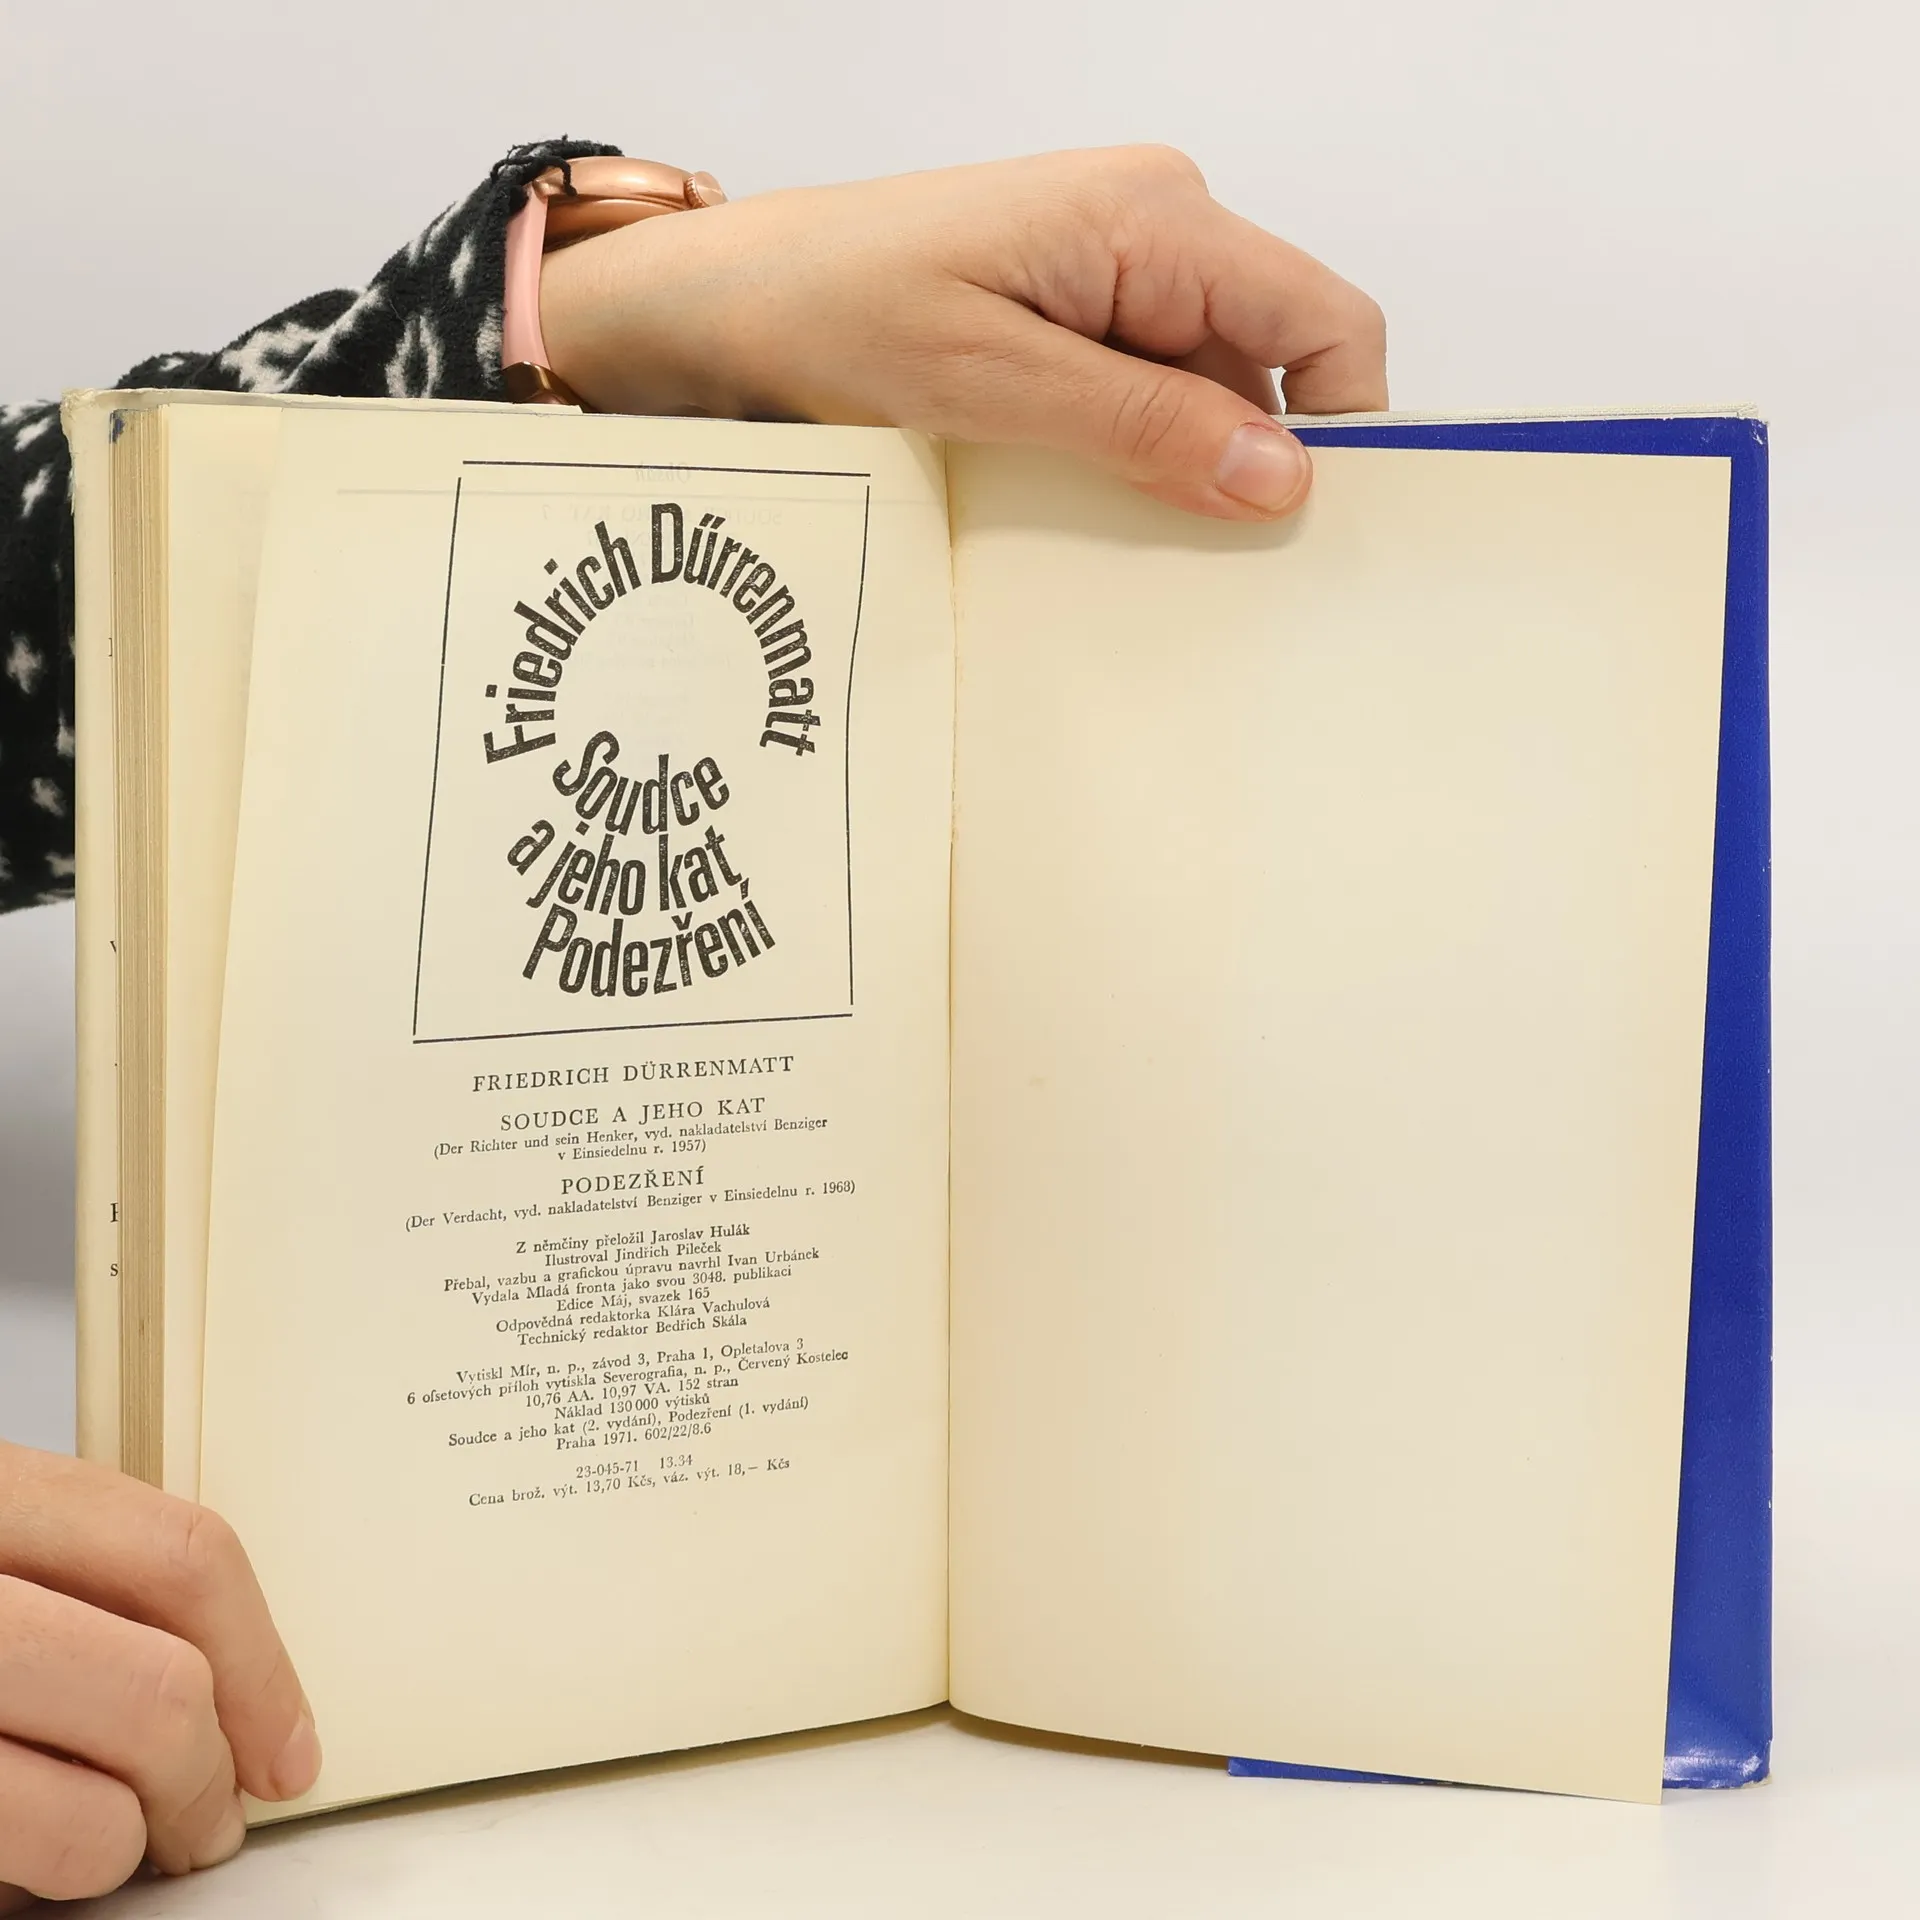 Friedrich Dűrrenmatt
Soudce
a jeho kat
Podezření
FRIEDRICH DÜRRENMATT
SOUDCE A JEHO KAT
(Der Richter und sein Henker, vyd. nakladatelství Benziger
v Einsiedelnu r. 1957)
PODEZŘENÍ
(Der Verdacht, vyd. nakladatelství Benziger v Einsiedelnu r. 1968)
Z němčiny přeložil Jaroslav Hulák
Ilustroval Jindřich Pileček
Přebal, vazbu a grafickou úpravu navrhl Ivan Urbánek
Vydala Mladá fronta jako svou 3048. publikaci
Edice Máj, svazek 165
Odpovědná redaktorka Klára Vachulová
Technický redaktor Bedřich Skála
Vytiskl Mír, n. p., závod 3, Praha 1, Opletalova 3
6 ofsetových příloh vytiskla Severografia, n. p., Červený Kostelec
10,76 AA. 10,97 VA. 152 stran
Náklad 130 000 výtisků
Soudce a jeho kat (2. vydání), Podezření (1. vydání)
Praha 1971. 602/22/8.6
23-045-71 13.34
Cena brož. výt. 13,70 Kčs, váz. výt. 18,— Kčs